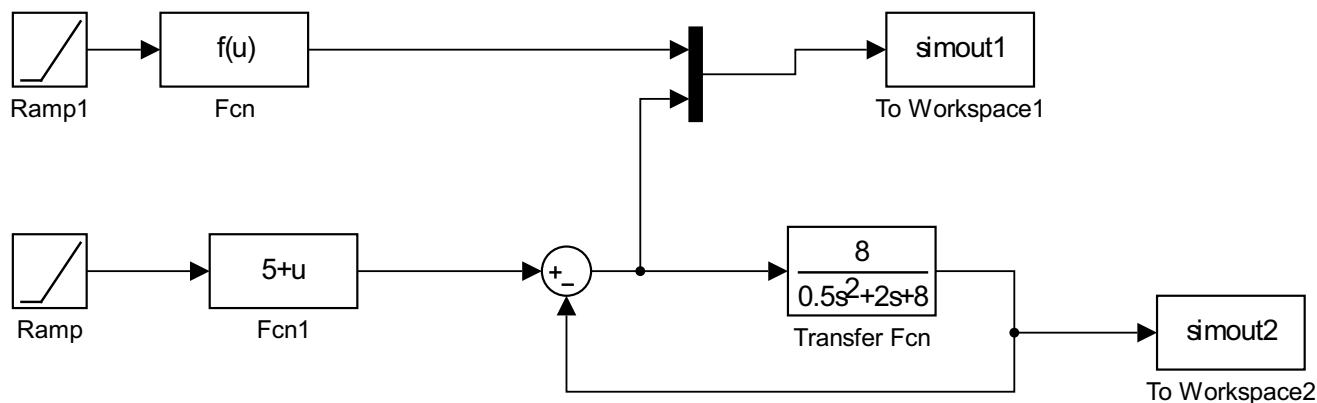 f(u)
simout1
Ramp1
Fcn
To Workspace1
5+u
+
−
8
0.5s²+2s+8
simout2
Ramp
Fcn1
Transfer Fcn
To Workspace2